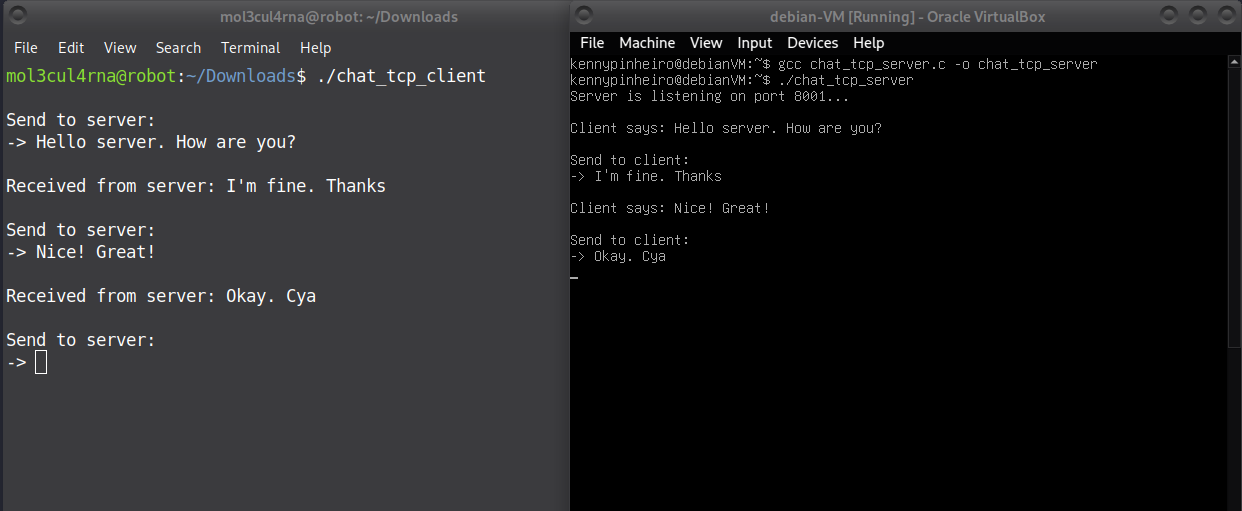 mol3cul4rna@robot: ~/Downloads
File Edit View Search Terminal Help
mol3cul4rna@robot:~/Downloads$ ./chat_tcp_client
Send to server:
-> Hello server. How are you?
Received from server: I'm fine. Thanks
Send to server:
-> Nice! Great!
Received from server: Okay. Cya
Send to server:
->
debian-VM [Running] - Oracle VirtualBox
File Machine View Input Devices Help
kennypinheiro@debianVM:~$ gcc chat_tcp_server.c -o chat_tcp_server
kennypinheiro@debianVM:~$ ./chat_tcp_server
Server is listening on port 8001...
Client says: Hello server. How are you?
Send to client:
-> I'm fine. Thanks
Client says: Nice! Great!
Send to client:
-> Okay. Cya